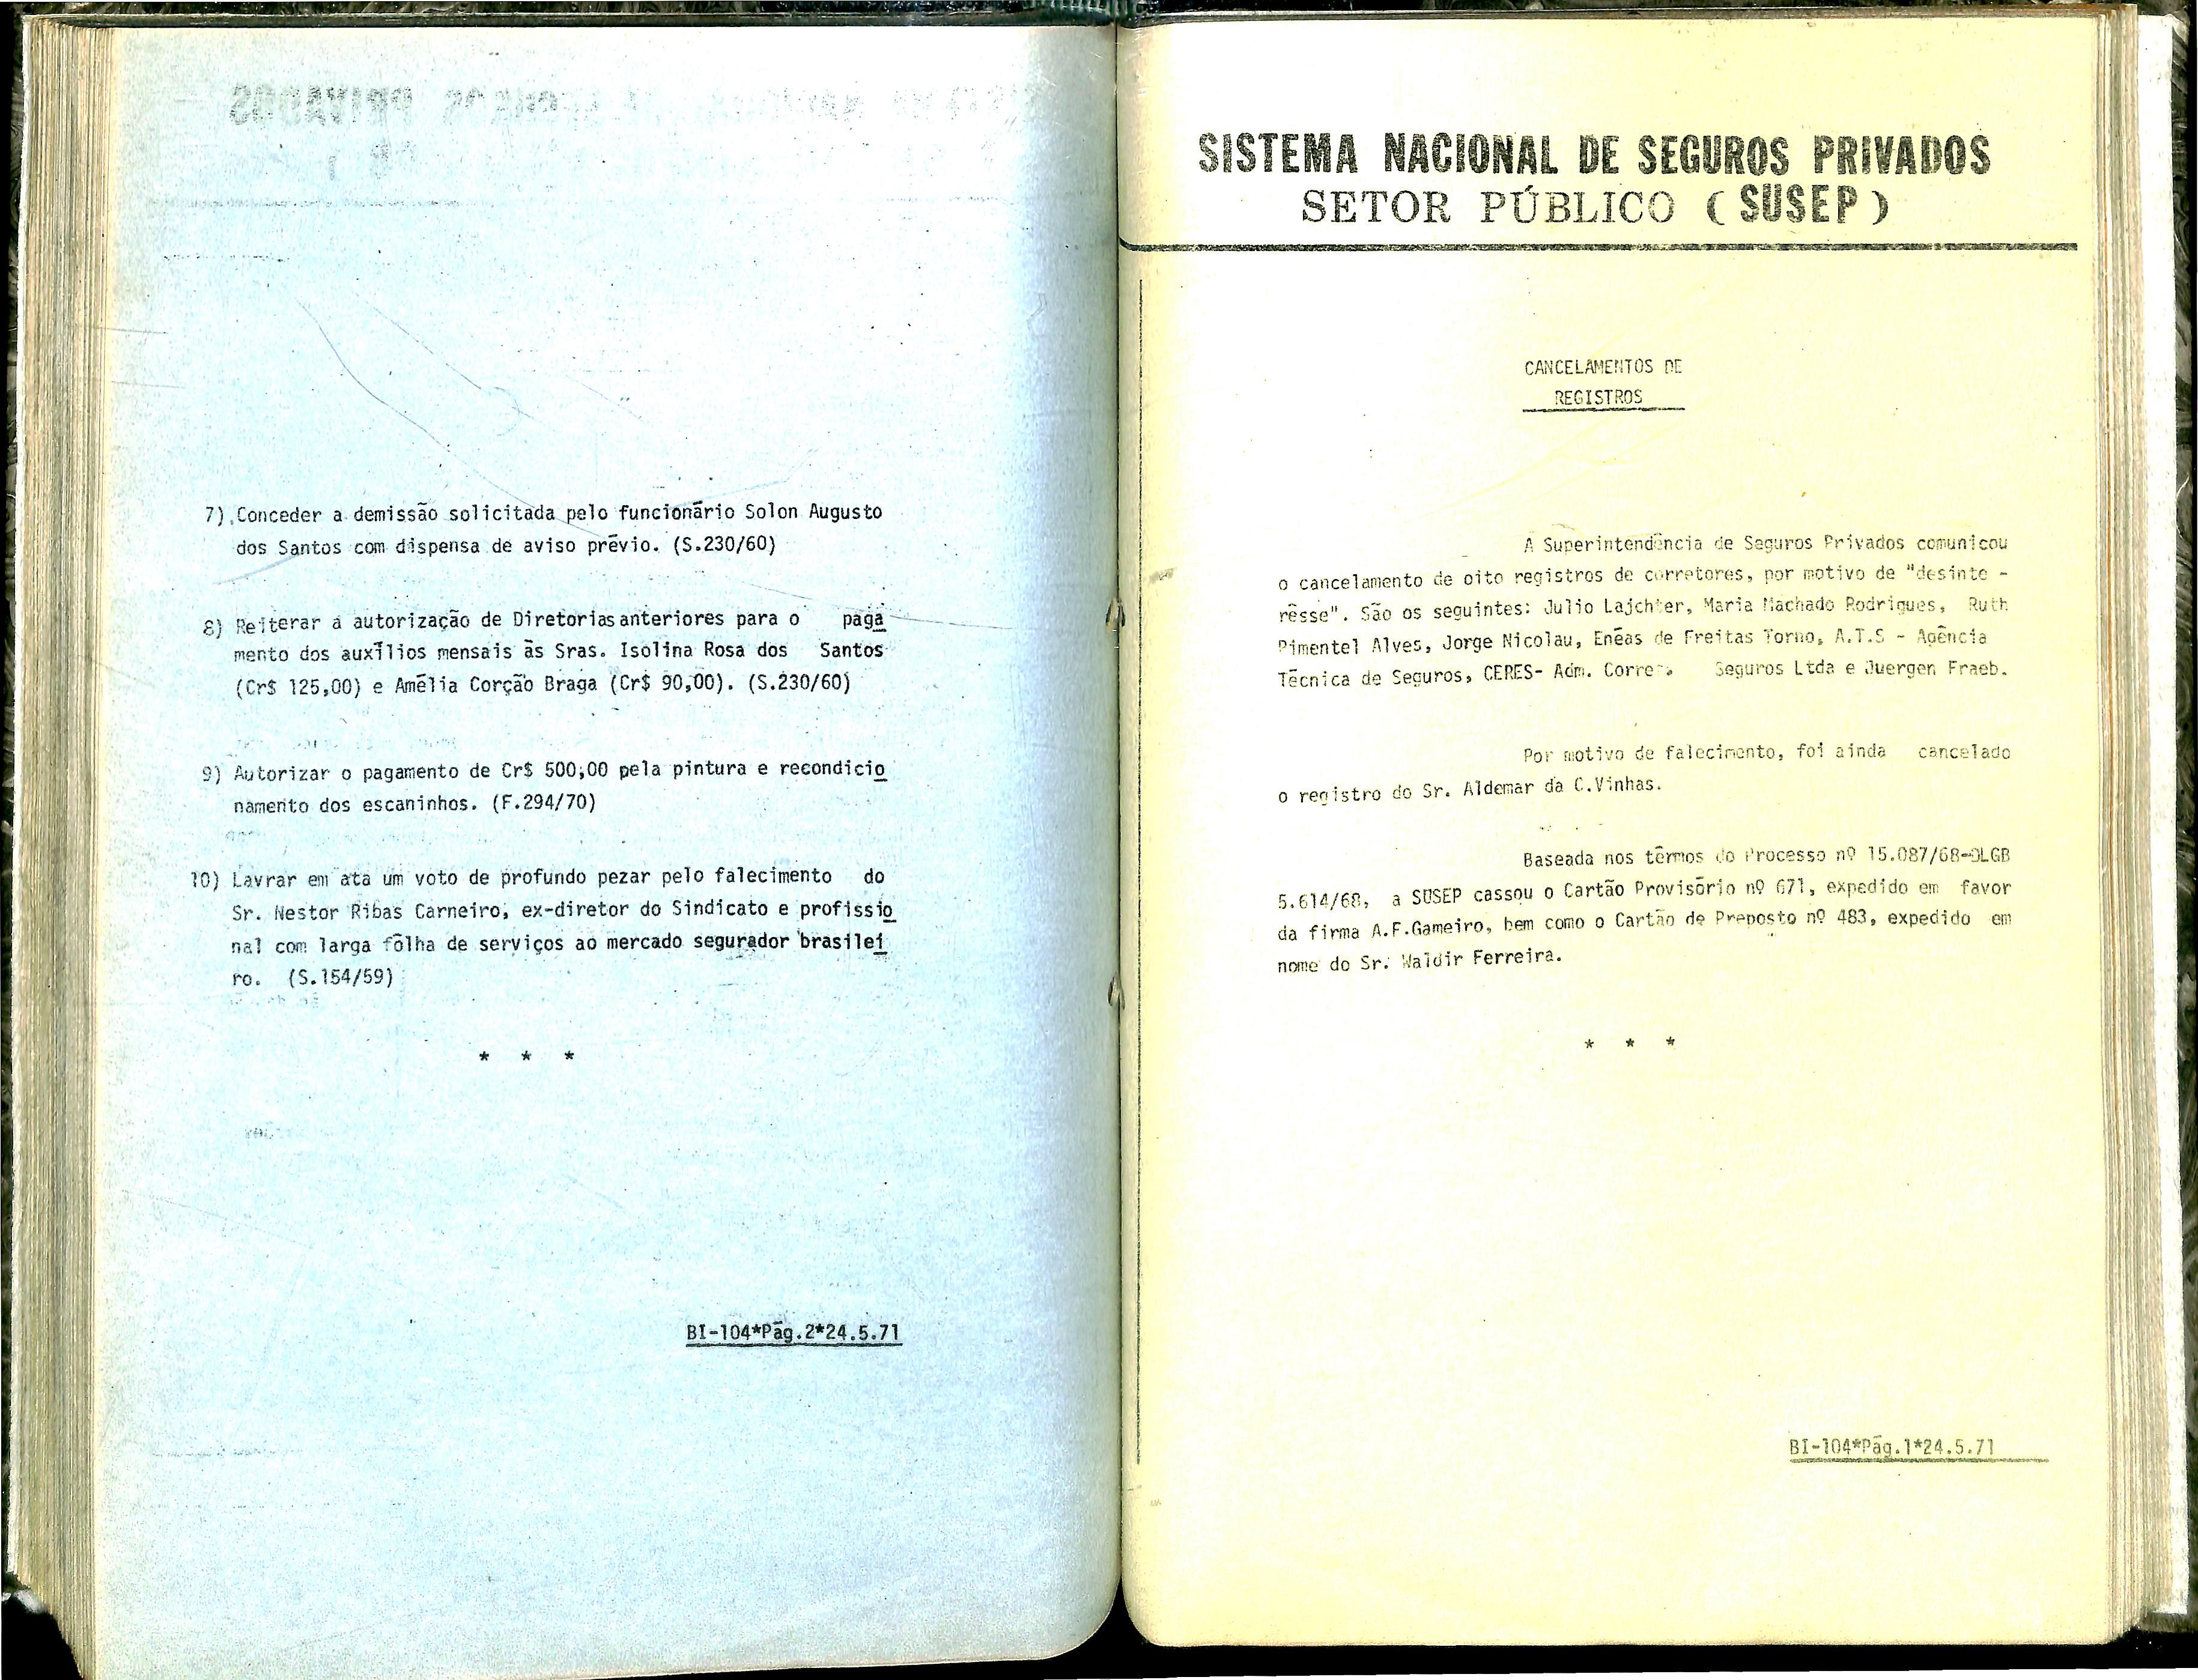 7) Conceder a demissão solicitada pelo funcionário Solon Augusto
dos Santos com dispensa de aviso prévio. (S.230/60)
8) Reiterar a autorização de Diretorias anteriores para o paga
mento dos auxílios mensais às Sras. Isolina Rosa dos Santos
(Cr$ 125,00) e Amélia Corção Braga (Cr$ 90,00). (S.230/60)
9) Autorizar o pagamento de Cr$ 500,00 pela pintura e recondicio
namento dos escaninhos. (F.294/70)
10) Lavrar em ata um voto de profundo pezar pelo falecimento do
Sr. Nestor Ribas Carneiro, ex-diretor do Sindicato e profissio
nal com larga fôlha de serviços ao mercado segurador brasilei
ro. (S.154/59)
* * *
BI-104*Pág.2*24.5.71
SISTEMA NACIONAL DE SEGUROS PRIVADOS
SETOR PÚBLICO (SUSEP)
CANCELAMENTOS DE
REGISTROS
A Superintendência de Seguros Privados comunicou
o cancelamento de oito registros de corretores, por motivo de "desinte -
rêsse". São os seguintes: Julio Lajchter, Maria Machado Rodrigues, Ruth
Pimentel Alves, Jorge Nicolau, Enéas de Freitas Torno, A.T.S - Agência
Técnica de Seguros, CERES- Adm. Seguros Ltda e Juergen Fraeb.
Por motivo de falecimento, foi ainda cancelado
o registro do Sr. Aldemar da C.Vinhas.
Baseada nos têrmos do Processo nº 15.087/68-DLGB
5.614/68, a SUSEP cassou o Cartão Provisório nº 671, expedido em favor
da firma A.F.Gameiro, bem como o Cartão de Preposto nº 483, expedido em
nome do Sr. Waldir Ferreira.
* * *
BI-104*Pág.1*24.5.71